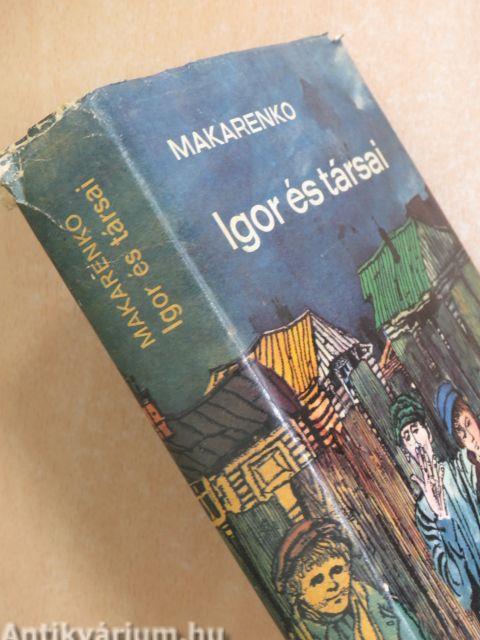 MAKARENKO
Igor és társai
MAKARENKO
Igor és társai
Antikvárium.hu